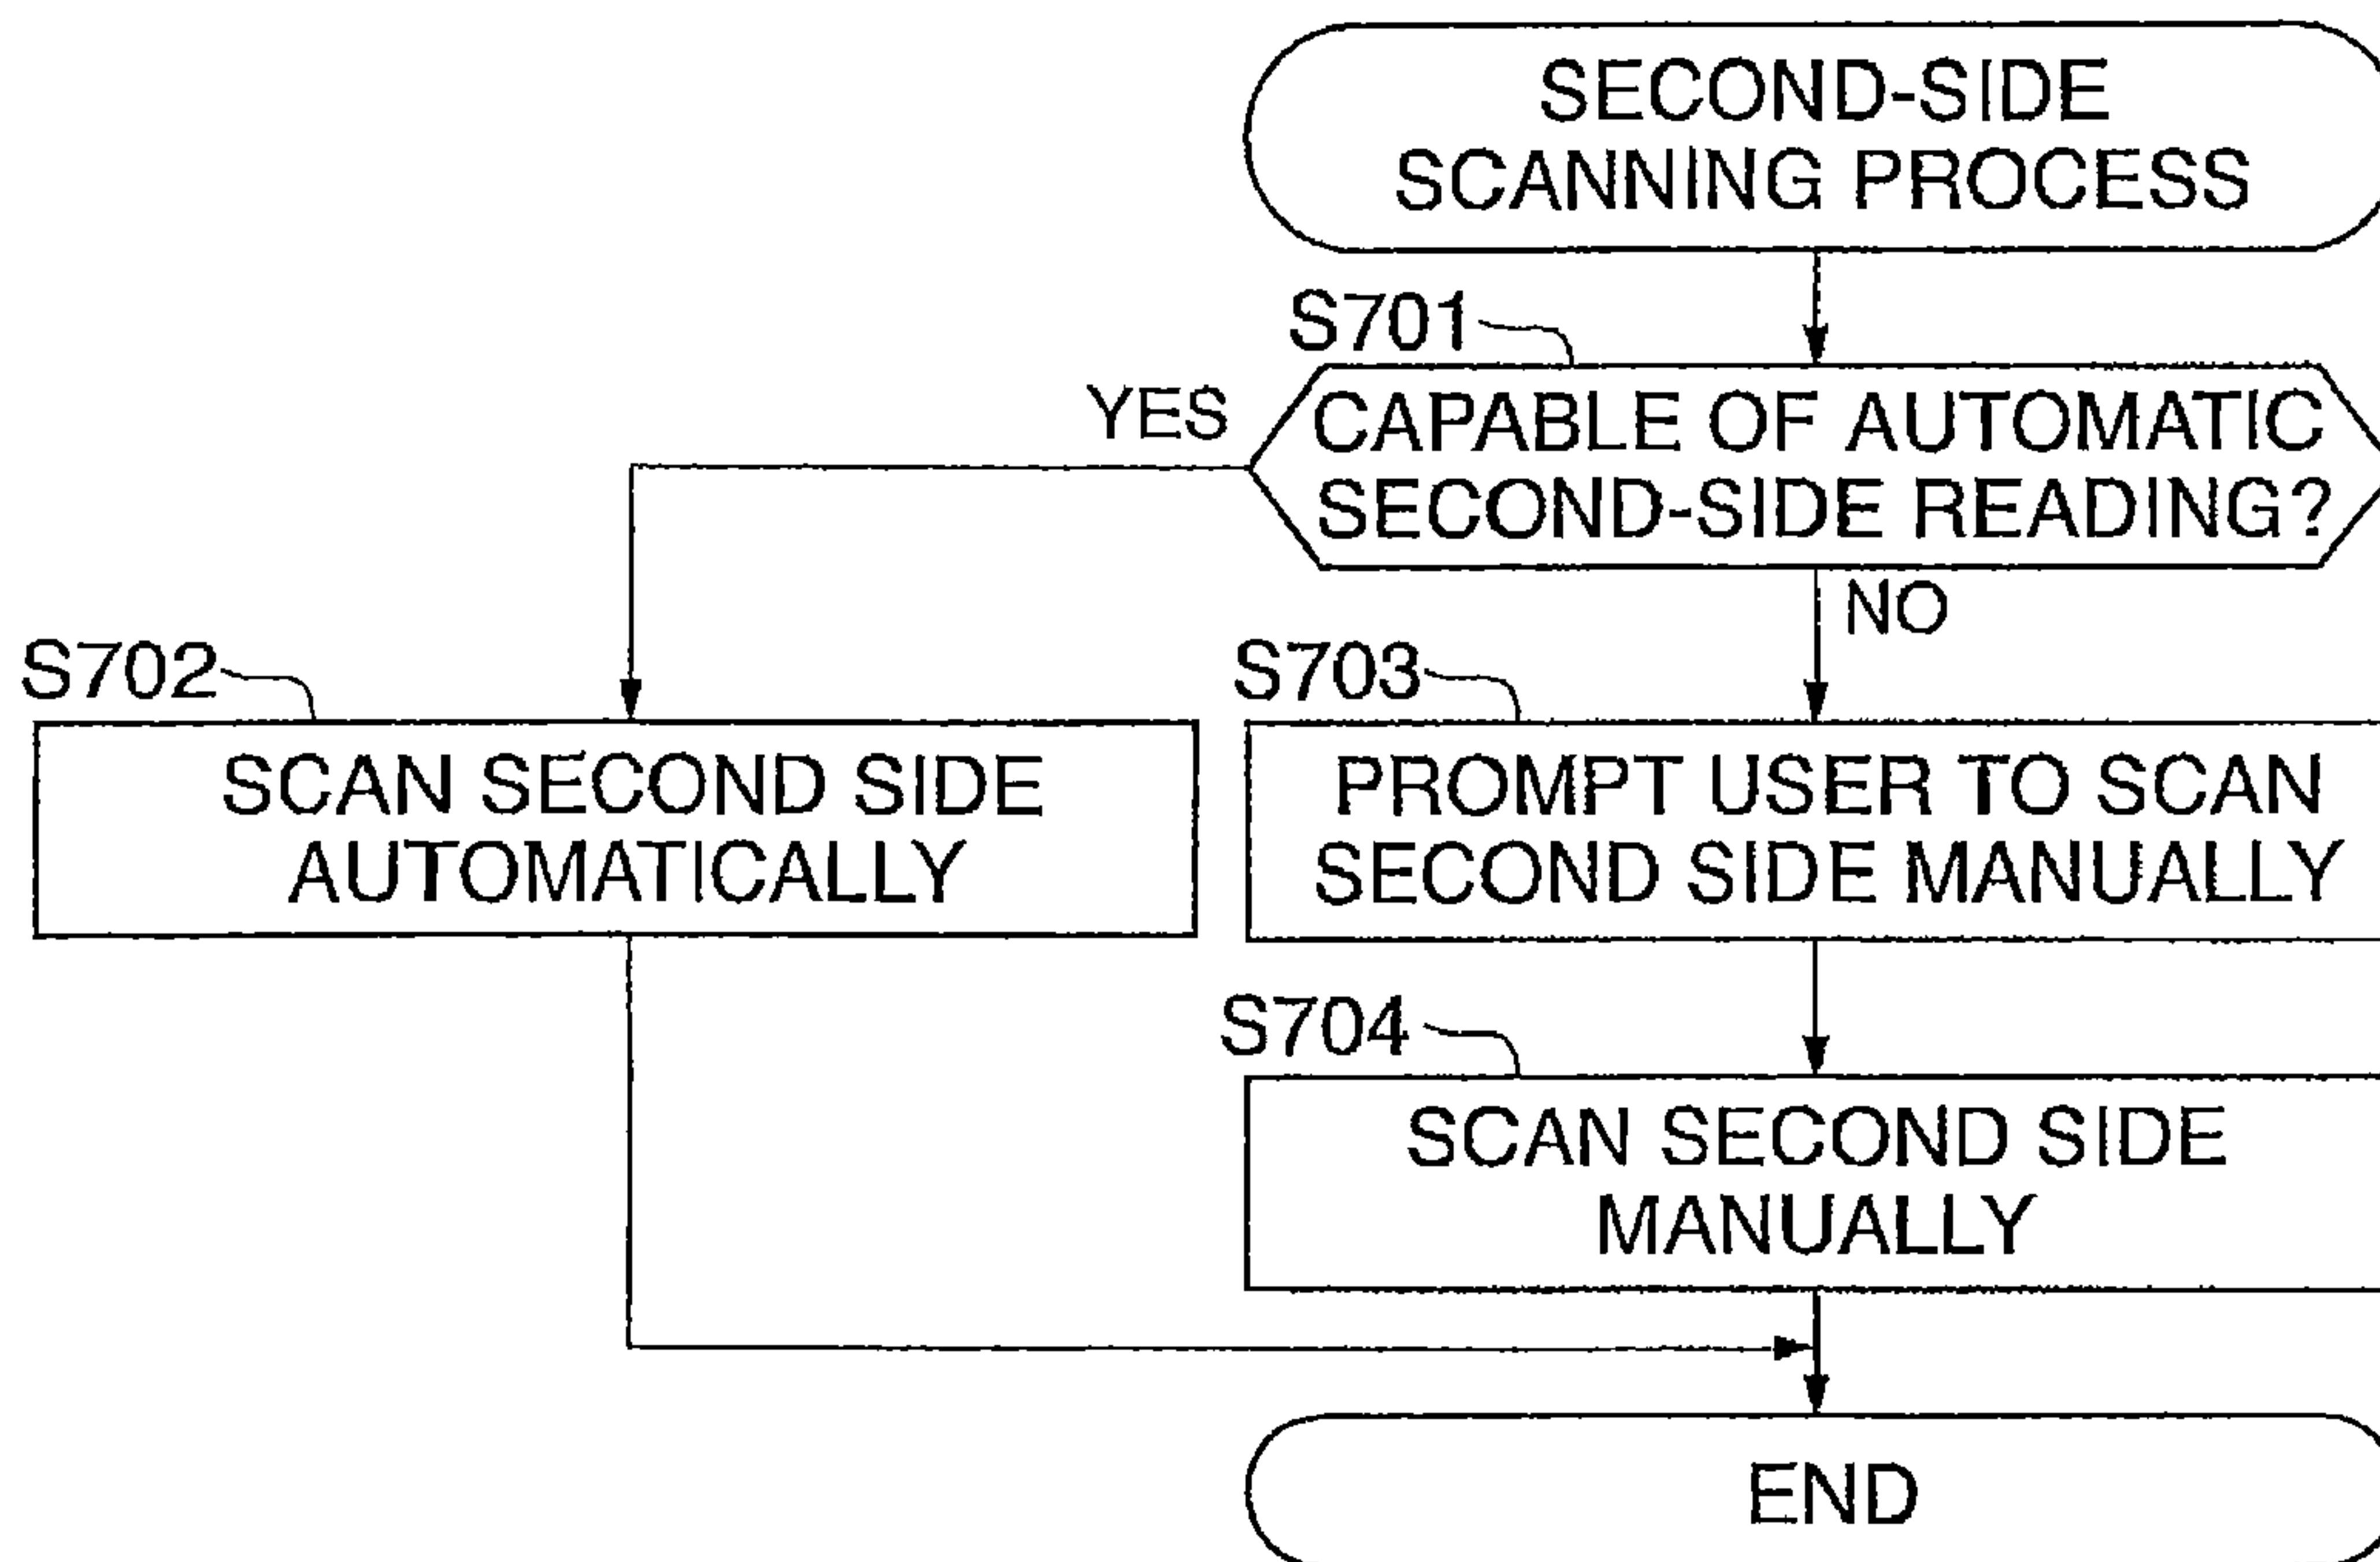 SECOND-SIDE
SCANNING PROCESS
S701
YES
CAPABLE OF AUTOMATIC
SECOND-SIDE READING?
NO
S702
SCAN SECOND SIDE
AUTOMATICALLY
S703
PROMPT USER TO SCAN
SECOND SIDE MANUALLY
S704
SCAN SECOND SIDE
MANUALLY
END